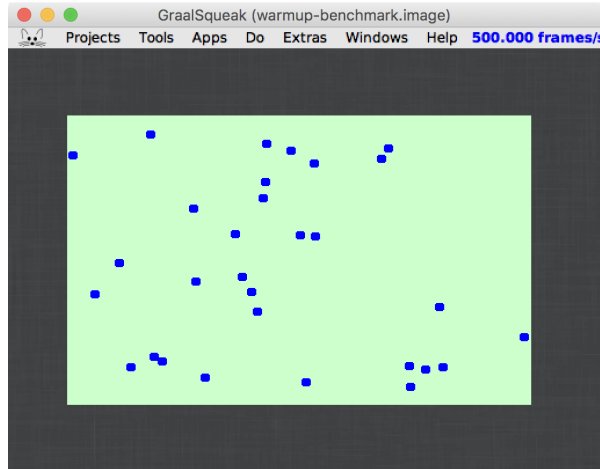 GraalSqueak (warmup-benchmark.image)
Projects Tools Apps Do Extras Windows Help 500.000 frames/s